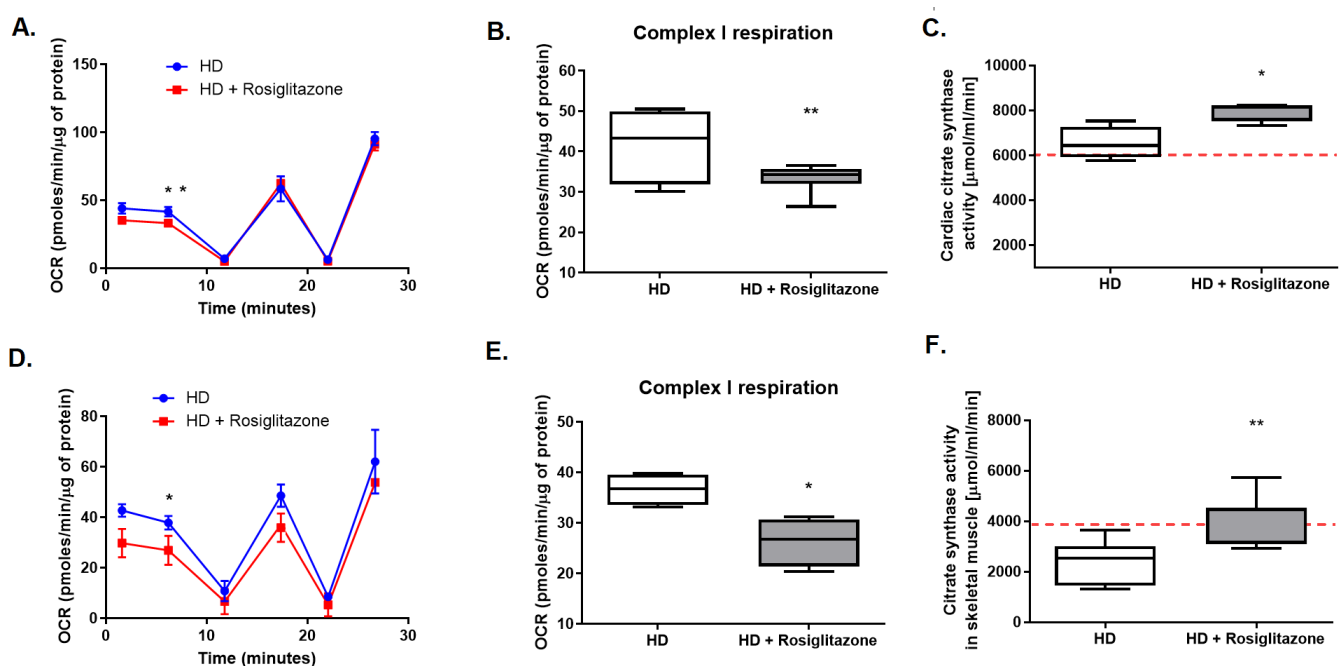 A.
HD
HD + Rosiglitazone
OCR (pmoles/min/µg of protein)
150
100
50
0
* *
0 10 20 30
Time (minutes)
B.
Complex I respiration
OCR (pmoles/min/µg of protein)
60
50
40
30
20
10
**
HD HD + Rosiglitazone
C.
Cardiac citrate synthase
activity [µmol/ml/min]
10000
8000
6000
4000
2000
*
HD HD + Rosiglitazone
D.
HD
HD + Rosiglitazone
OCR (pmoles/min/µg of protein)
80
60
40
20
0
*
0 10 20 30
Time (minutes)
E.
Complex I respiration
OCR (pmoles/min/µg of protein)
50
40
30
20
10
*
HD HD + Rosiglitazone
F.
Citrate synthase activity
in skeletal muscle [µmol/ml/min]
8000
6000
4000
2000
0
**
HD HD + Rosiglitazone